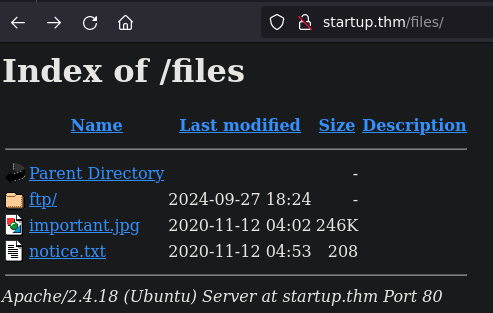 startup.thm/files/
Index of /files
Name Last modified Size Description
Parent Directory -
ftp/ 2024-09-27 18:24 -
important.jpg 2020-11-12 04:02 246K
notice.txt 2020-11-12 04:53 208
Apache/2.4.18 (Ubuntu) Server at startup.thm Port 80